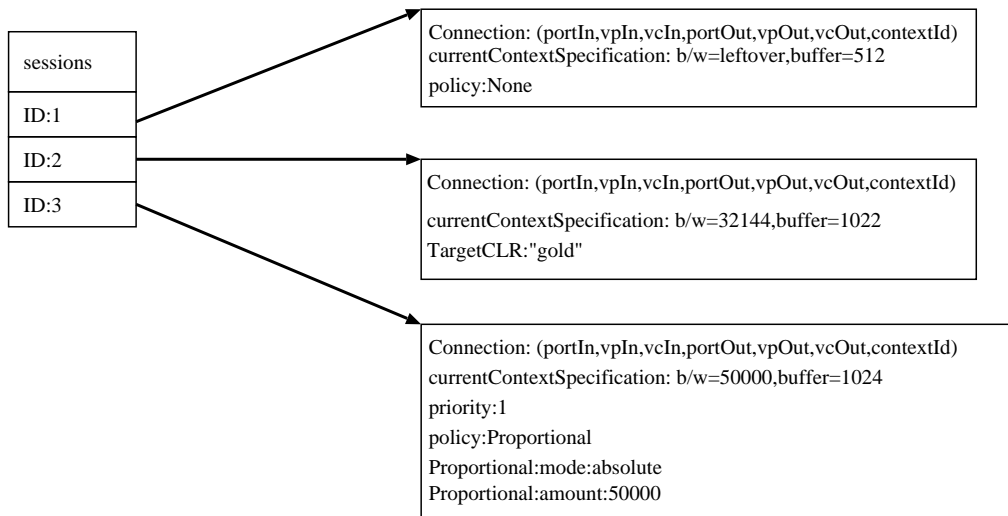 sessions
ID:1
ID:2
ID:3
Connection: (portIn,vpIn,vcIn,portOut,vpOut,vcOut,contextId)
currentContextSpecification: b/w=leftover,buffer=512
policy:None
Connection: (portIn,vpIn,vcIn,portOut,vpOut,vcOut,contextId)
currentContextSpecification: b/w=32144,buffer=1022
TargetCLR:"gold"
Connection: (portIn,vpIn,vcIn,portOut,vpOut,vcOut,contextId)
currentContextSpecification: b/w=50000,buffer=1024
priority:1
policy:Proportional
Proportional:mode:absolute
Proportional:amount:50000